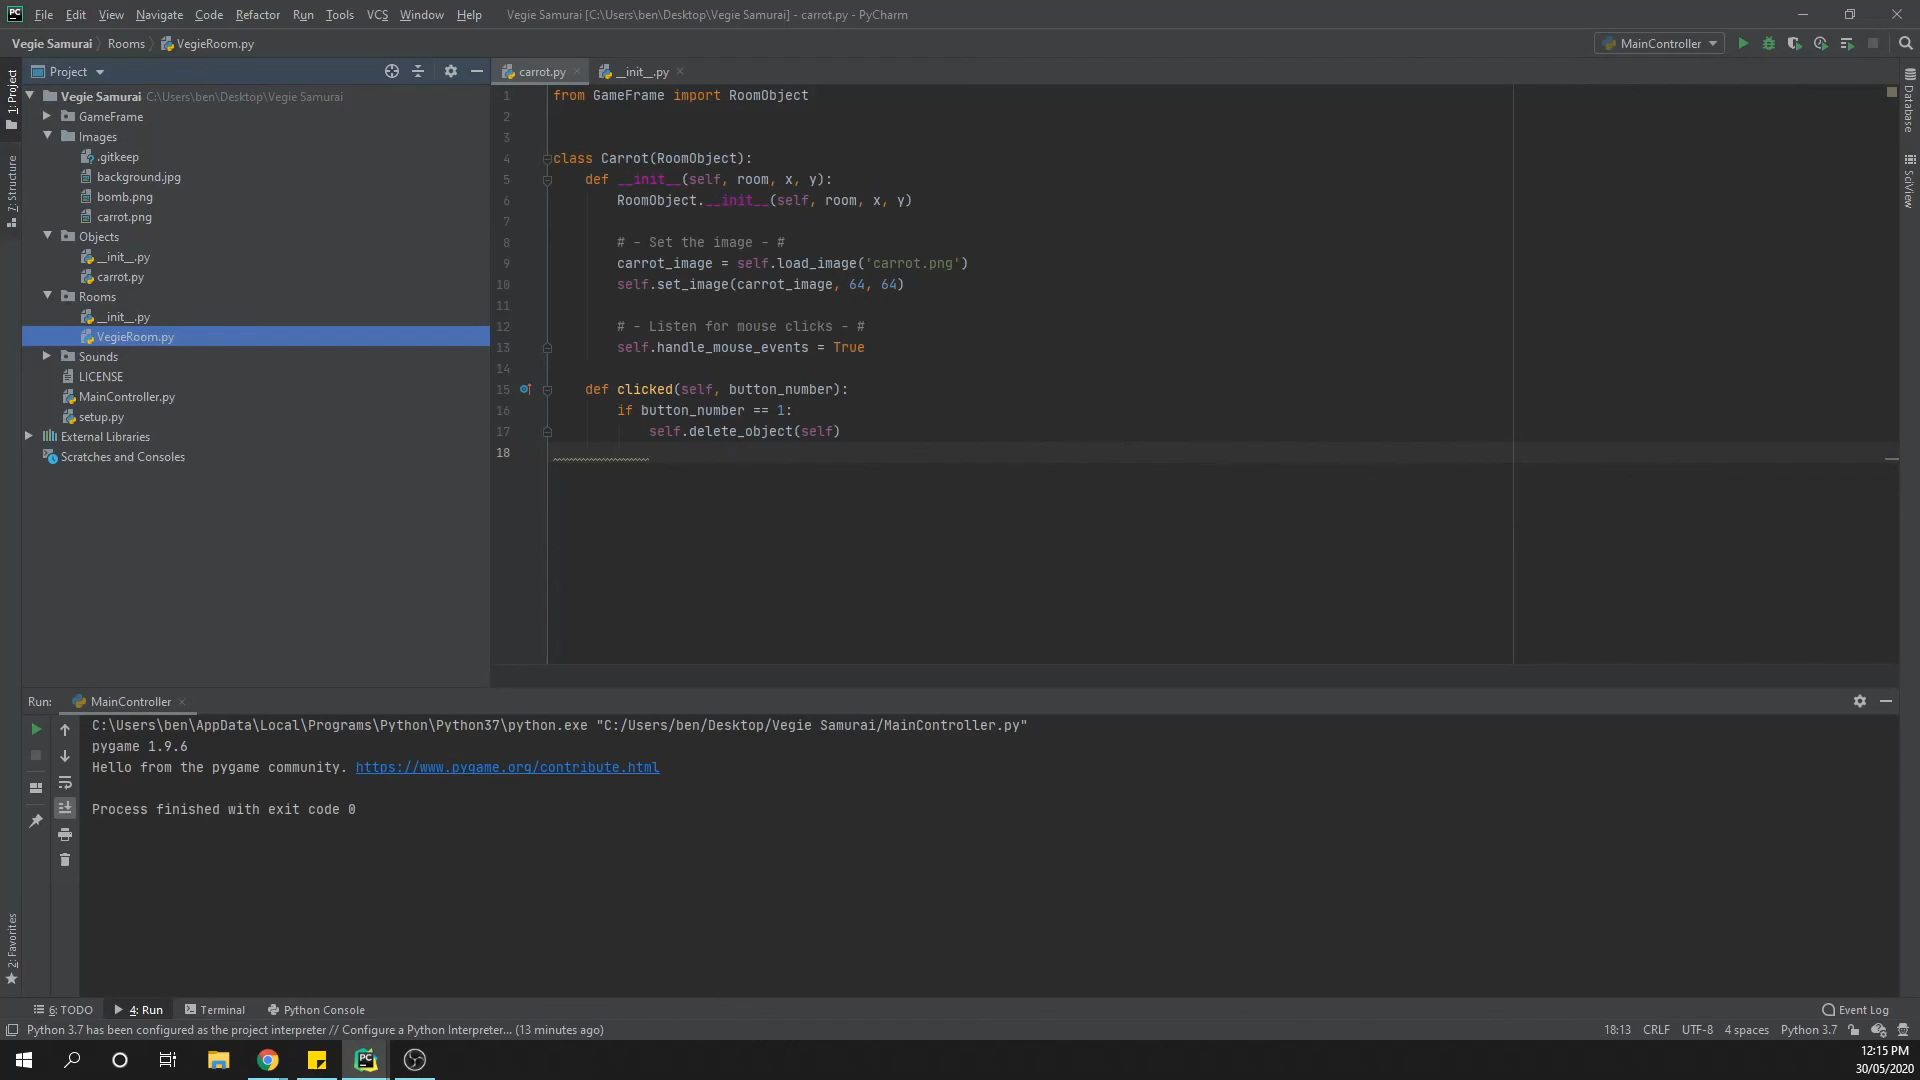 PC File Edit View Navigate Code Refactor Run Tools VCS Window Help Vegie Samurai [C:\Users\ben\Desktop\Vegie Samurai] - carrot.py - PyCharm
Vegie Samurai Rooms VegieRoom.py MainController
Project carrot.py __init__.py
1: Project
7: Structure
2: Favorites
Database
SciView
Vegie Samurai C:\Users\ben\Desktop\Vegie Samurai
GameFrame
Images
.gitkeep
background.jpg
bomb.png
carrot.png
Objects
__init__.py
carrot.py
Rooms
__init__.py
VegieRoom.py
Sounds
LICENSE
MainController.py
setup.py
External Libraries
Scratches and Consoles
1 from GameFrame import RoomObject
2
3
4 class Carrot(RoomObject):
5 def __init__(self, room, x, y):
6 RoomObject.__init__(self, room, x, y)
7
8 # - Set the image - #
9 carrot_image = self.load_image('carrot.png')
10 self.set_image(carrot_image, 64, 64)
11
12 # - Listen for mouse clicks - #
13 self.handle_mouse_events = True
14
15 def clicked(self, button_number):
16 if button_number == 1:
17 self.delete_object(self)
18
Run: MainController
C:\Users\ben\AppData\Local\Programs\Python\Python37\python.exe "C:/Users/ben/Desktop/Vegie Samurai/MainController.py"
pygame 1.9.6
Hello from the pygame community. https://www.pygame.org/contribute.html
Process finished with exit code 0
6: TODO 4: Run Terminal Python Console Event Log
Python 3.7 has been configured as the project interpreter // Configure a Python Interpreter... (13 minutes ago) 18:13 CRLF UTF-8 4 spaces Python 3.7
PC
12:15 PM
30/05/2020